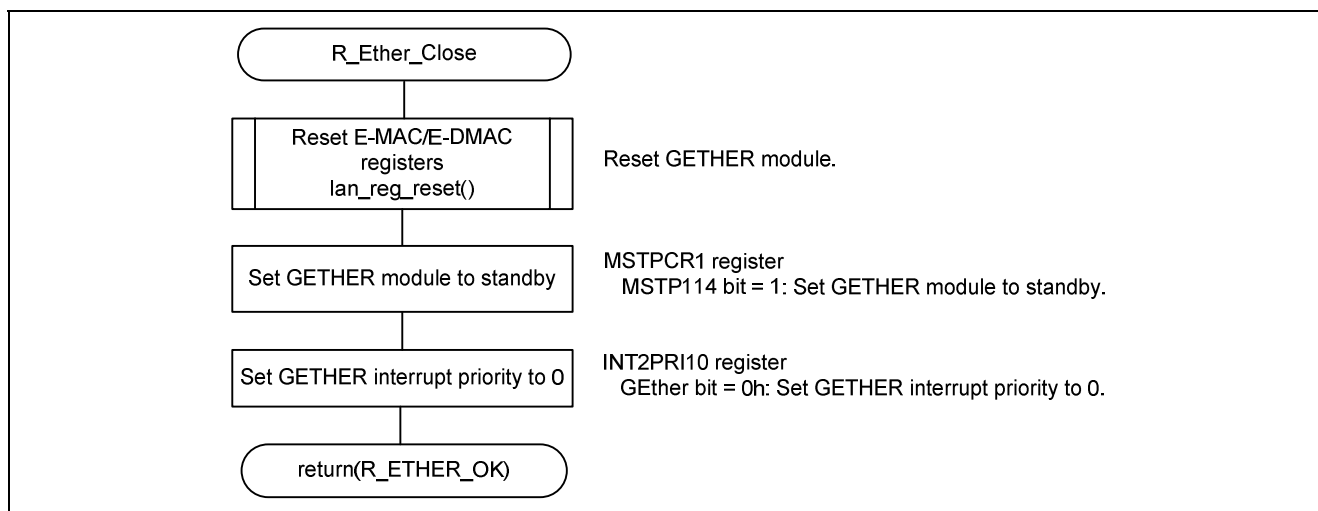 R_Ether_Close
Reset E-MAC/E-DMAC
registers
lan_reg_reset()
Reset GETHER module.
Set GETHER module to standby
MSTPCR1 register
MSTP114 bit = 1: Set GETHER module to standby.
Set GETHER interrupt priority to 0
INT2PRI10 register
GEther bit = 0h: Set GETHER interrupt priority to 0.
return(R_ETHER_OK)